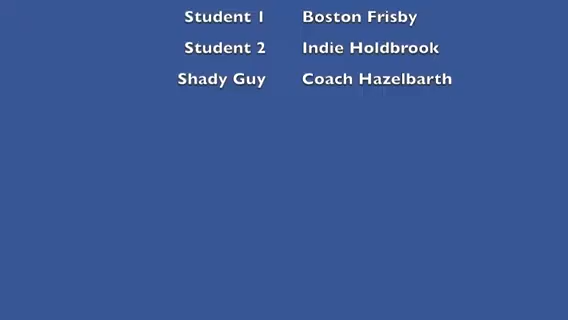 Student 1 Boston Frisby
Student 2 Indie Holdbrook
Shady Guy Coach Hazelbarth